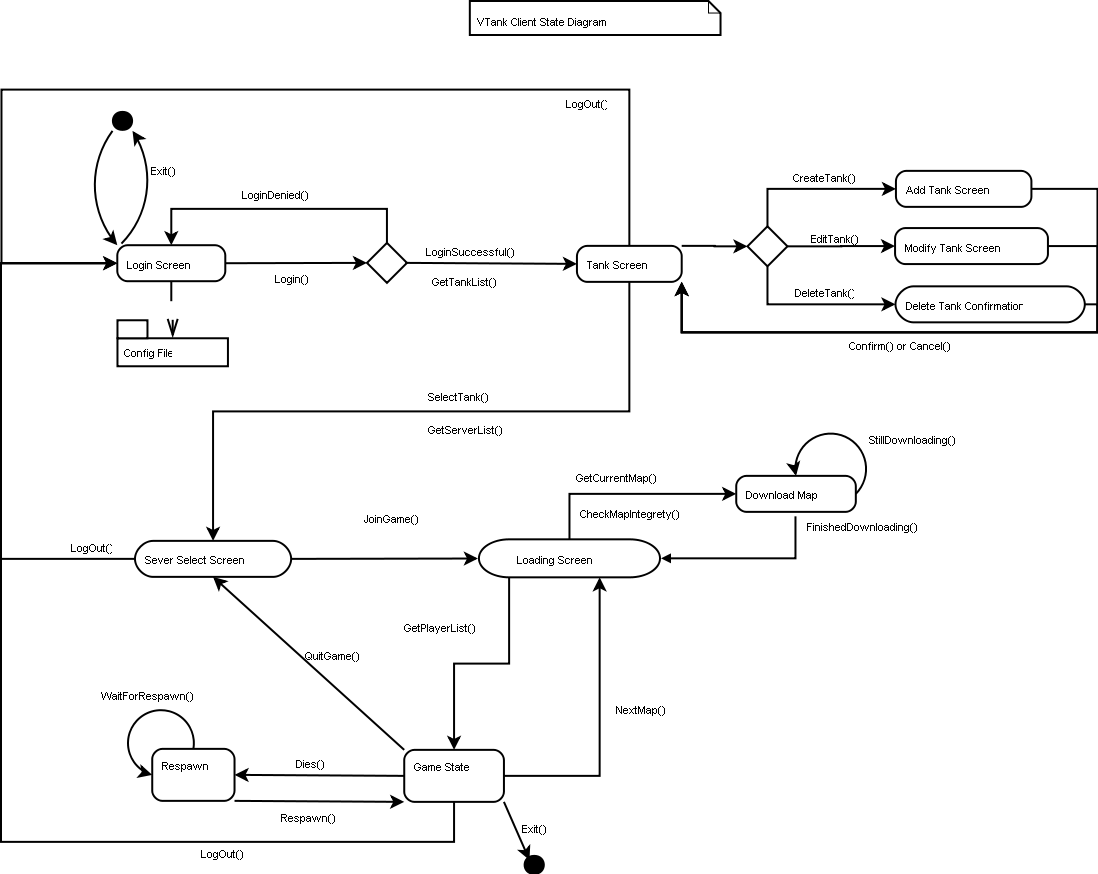 VTank Client State Diagram
LogOut()
Exit()
LoginDenied()
CreateTank()
Add Tank Screen
Login Screen
Login()
LoginSuccessful()
GetTankList()
Tank Screen
EditTank()
Modify Tank Screen
DeleteTank()
Delete Tank Confirmation
Config File
Confirm() or Cancel()
SelectTank()
GetServerList()
StillDownloading()
GetCurrentMap()
Download Map
CheckMapIntegrety()
JoinGame()
FinishedDownloading()
LogOut()
Sever Select Screen
Loading Screen
GetPlayerList()
QuitGame()
WaitForRespawn()
NextMap()
Respawn
Dies()
Game State
Respawn()
Exit()
LogOut()